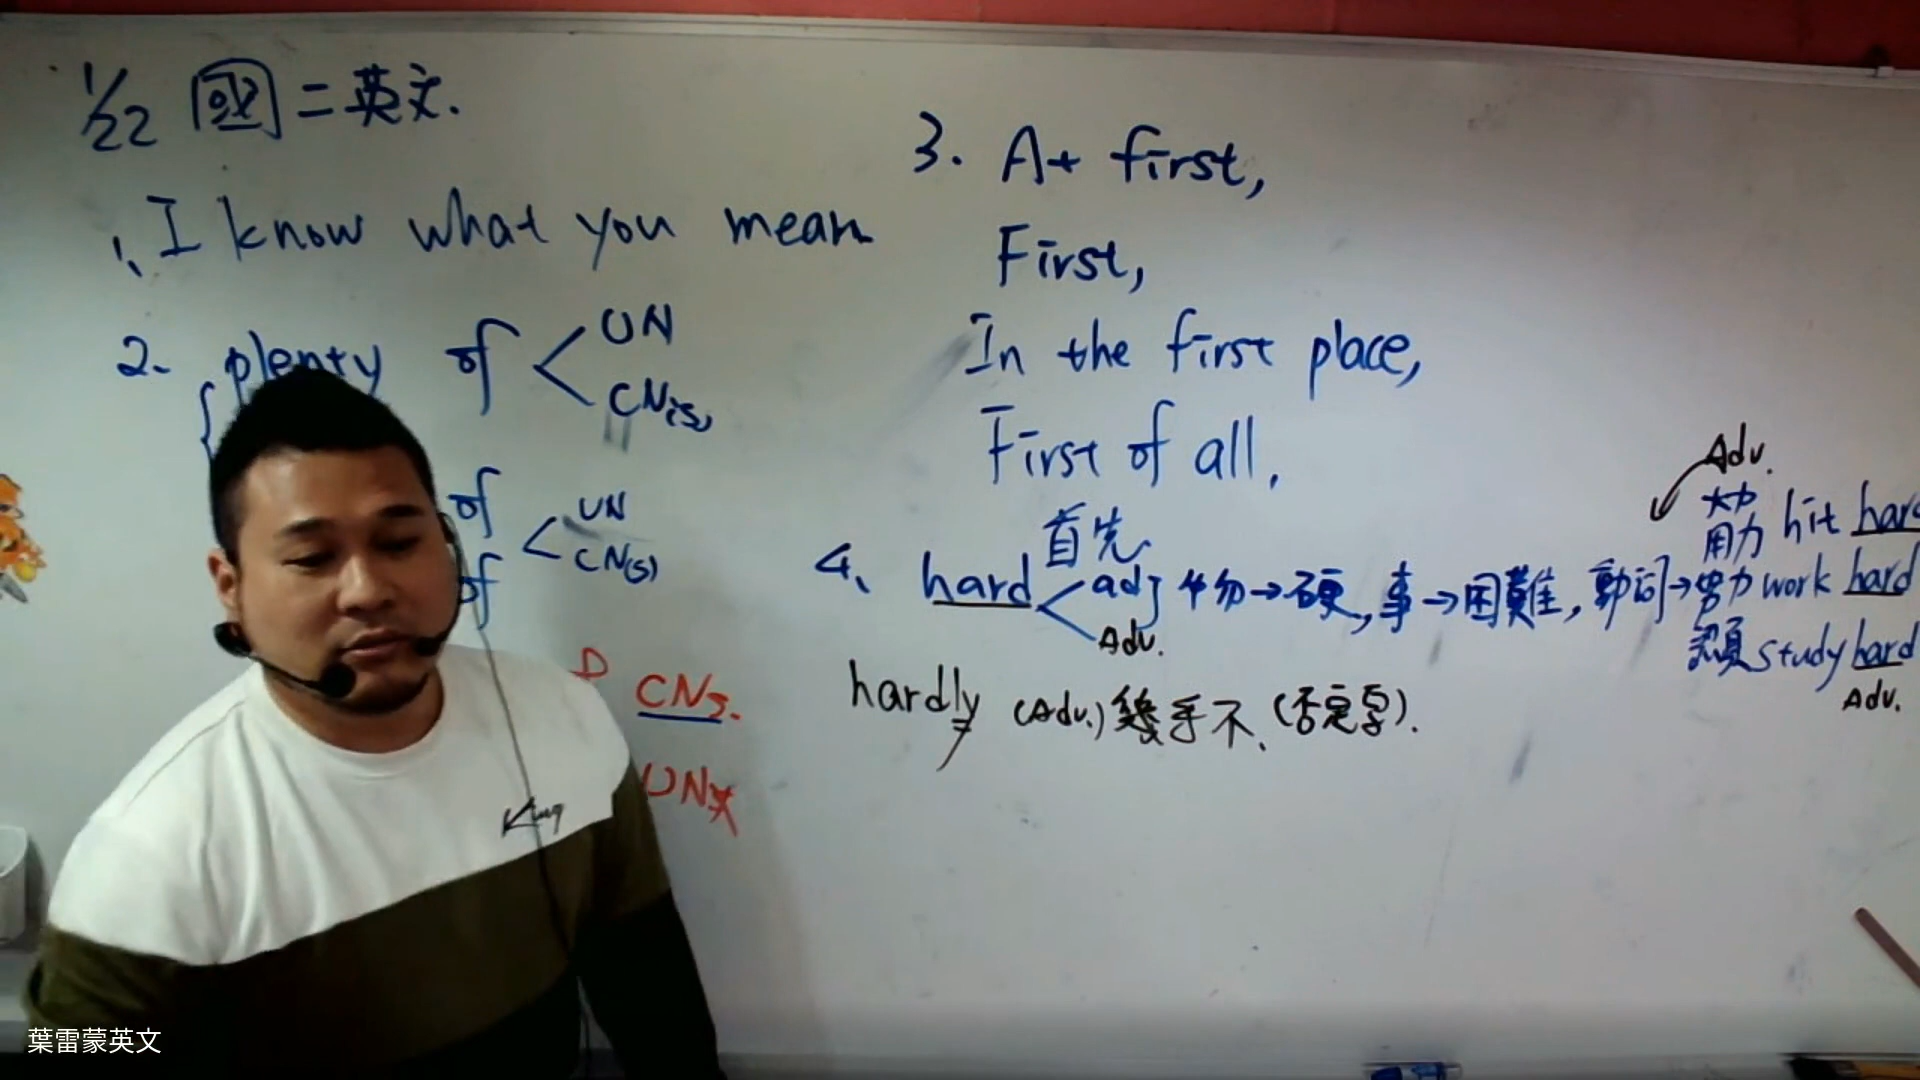 1/22 國二英文.
1、I know what you mean
2. plenty of < UN
CN(s)
of
of < UN
CN(s)
CNs.
UN
King
3. At first,
First,
In the first place,
First of all,
首先
4、hard < adj 物→硬,事→困難,動詞→努力 work hard
Adv.
Adv.
用力 hit hard
認真 study hard
Adv.
hardly (Adv.) 幾乎不、(否定字).
葉雷蒙英文